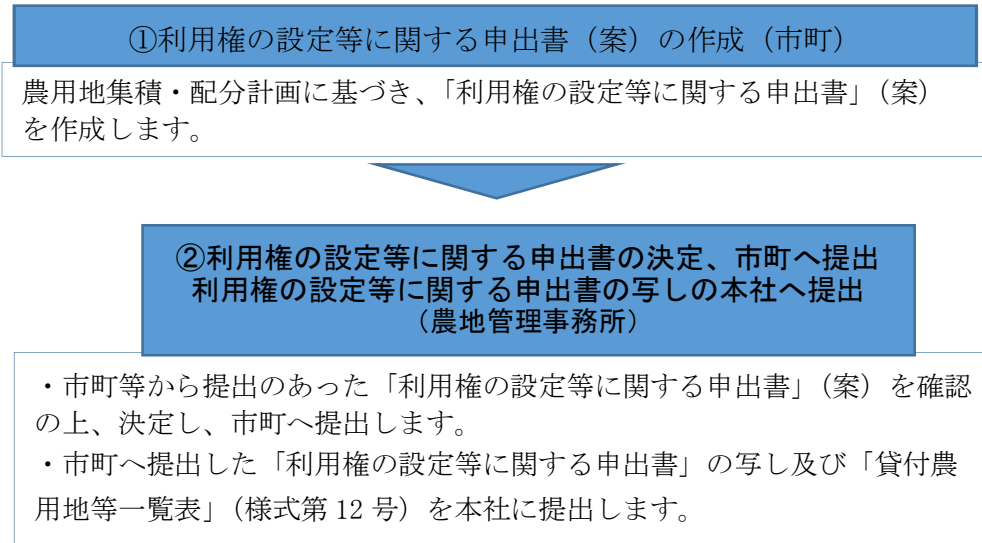 ①利用権の設定等に関する申出書（案）の作成（市町）
農用地集積・配分計画に基づき、「利用権の設定等に関する申出書」（案）
を作成します。
②利用権の設定等に関する申出書の決定、市町へ提出
利用権の設定等に関する申出書の写しの本社へ提出
（農地管理事務所）
・市町等から提出のあった「利用権の設定等に関する申出書」（案）を確認
の上、決定し、市町へ提出します。
・市町へ提出した「利用権の設定等に関する申出書」の写し及び「貸付農
用地等一覧表」（様式第 12 号）を本社に提出します。